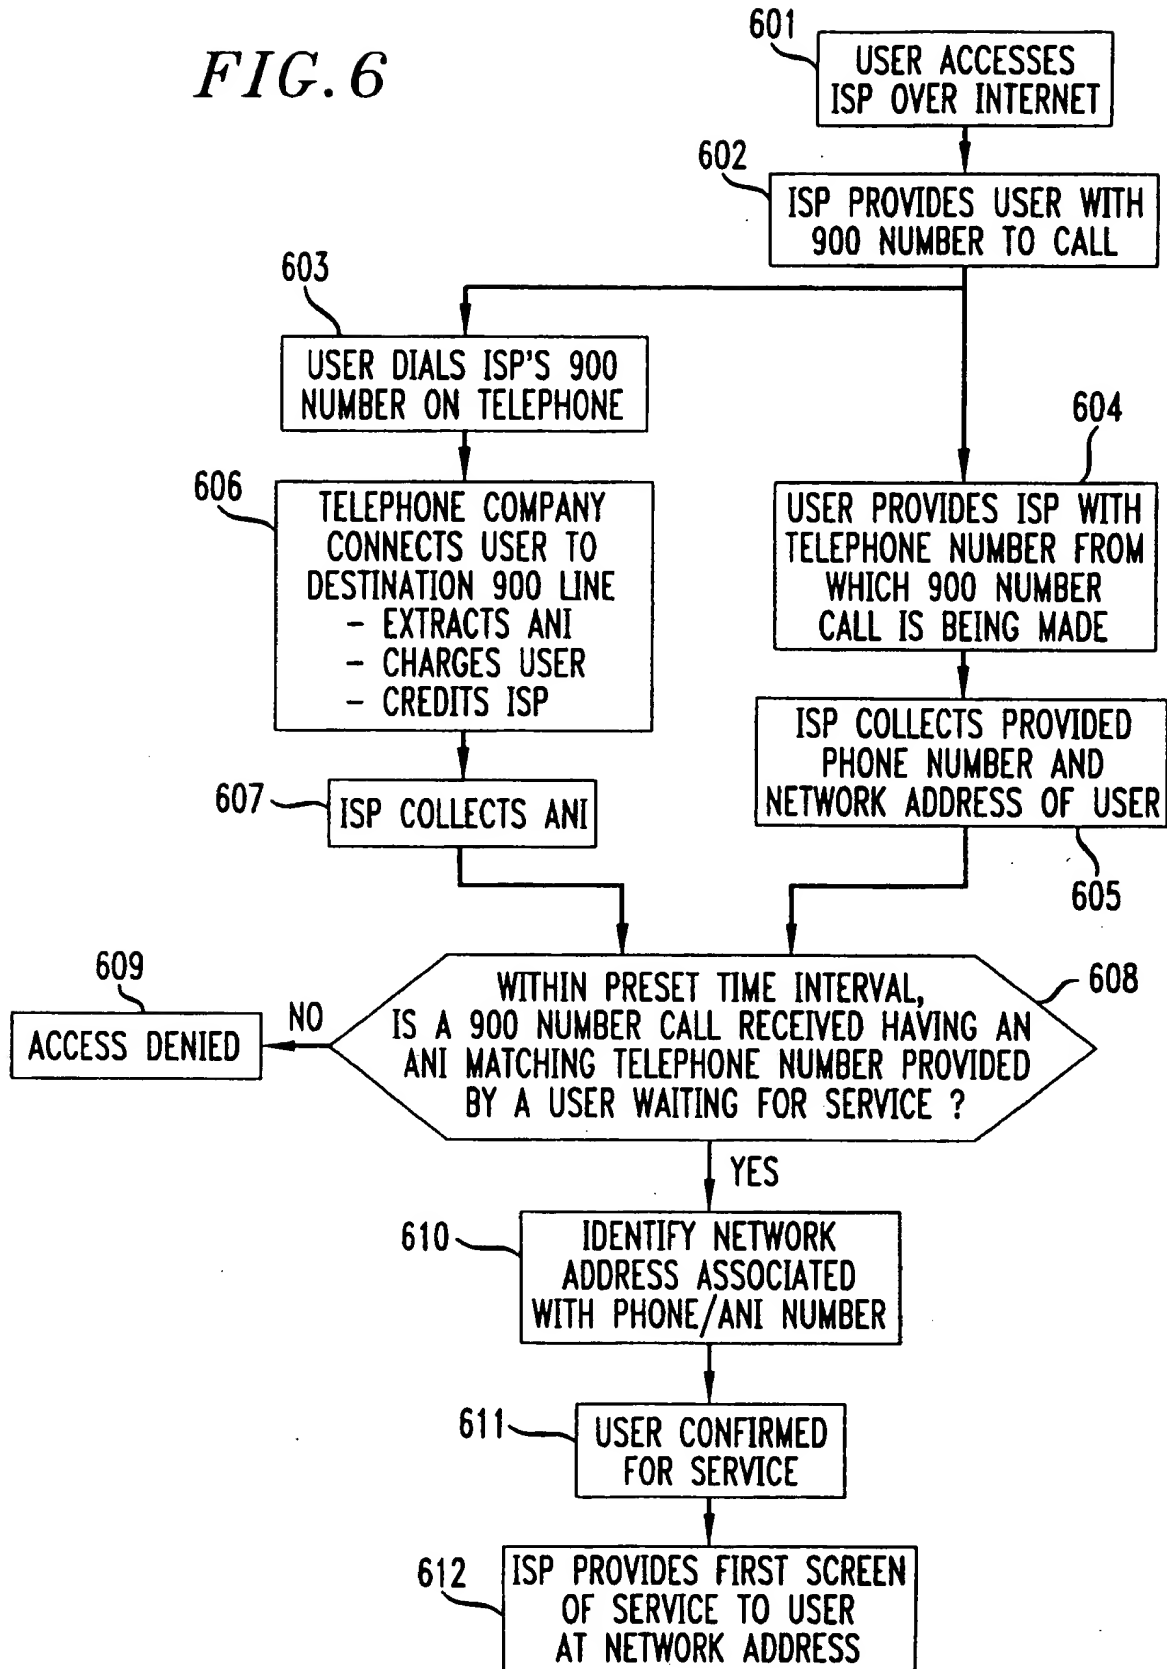 FIG. 6
601
USER ACCESSES
ISP OVER INTERNET
602
ISP PROVIDES USER WITH
900 NUMBER TO CALL
603
USER DIALS ISP'S 900
NUMBER ON TELEPHONE
604
USER PROVIDES ISP WITH
TELEPHONE NUMBER FROM
WHICH 900 NUMBER
CALL IS BEING MADE
606
TELEPHONE COMPANY
CONNECTS USER TO
DESTINATION 900 LINE
- EXTRACTS ANI
- CHARGES USER
- CREDITS ISP
ISP COLLECTS PROVIDED
PHONE NUMBER AND
NETWORK ADDRESS OF USER
605
607
ISP COLLECTS ANI
608
WITHIN PRESET TIME INTERVAL,
IS A 900 NUMBER CALL RECEIVED HAVING AN
ANI MATCHING TELEPHONE NUMBER PROVIDED
BY A USER WAITING FOR SERVICE ?
NO
609
ACCESS DENIED
YES
610
IDENTIFY NETWORK
ADDRESS ASSOCIATED
WITH PHONE/ANI NUMBER
611
USER CONFIRMED
FOR SERVICE
612
ISP PROVIDES FIRST SCREEN
OF SERVICE TO USER
AT NETWORK ADDRESS